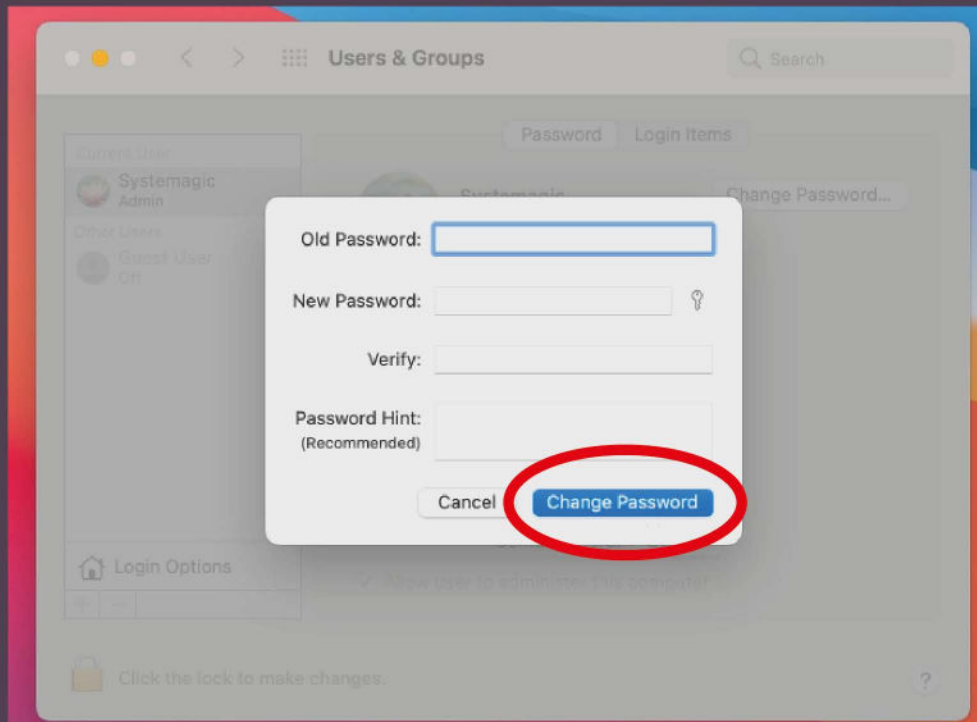 Users & Groups
Search
Password
Login Items
Current User
Systemagic
Admin
Systemagic
Change Password...
Other Users
Guest User
Off
Old Password:
New Password:
Verify:
Password Hint:
(Recommended)
Cancel
Change Password
Login Options
Allow user to administer this computer
+
−
Click the lock to make changes.
?